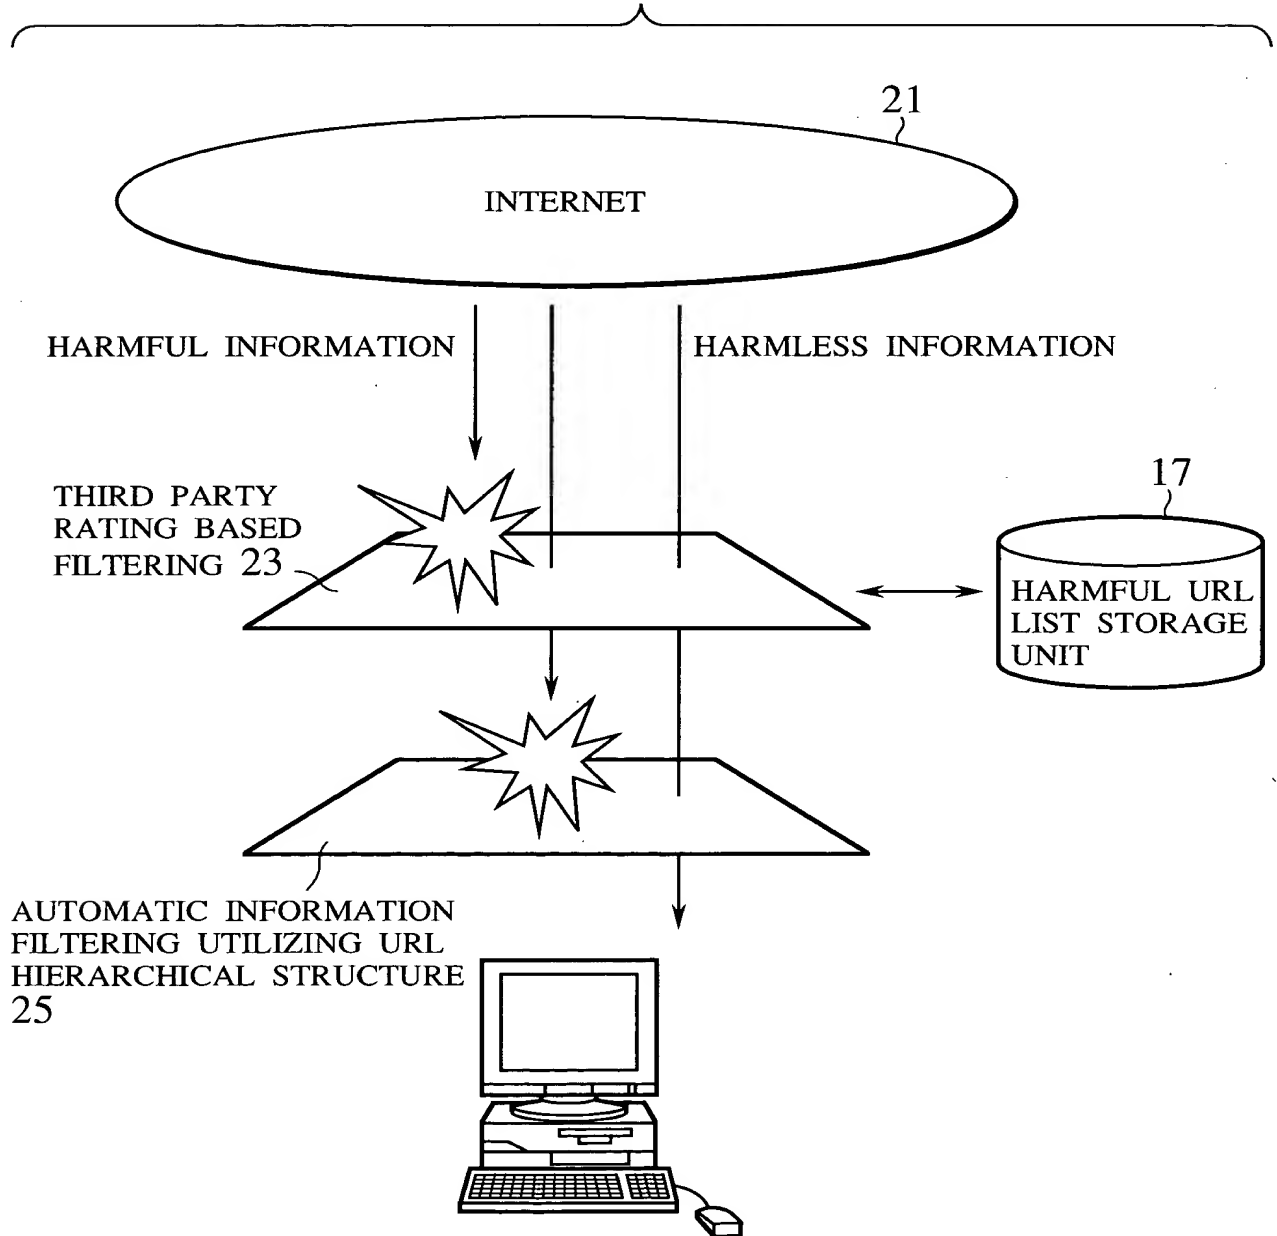 21
INTERNET
HARMFUL INFORMATION
HARMLESS INFORMATION
THIRD PARTY
RATING BASED
FILTERING 23
17
HARMFUL URL
LIST STORAGE
UNIT
AUTOMATIC INFORMATION
FILTERING UTILIZING URL
HIERARCHICAL STRUCTURE
25